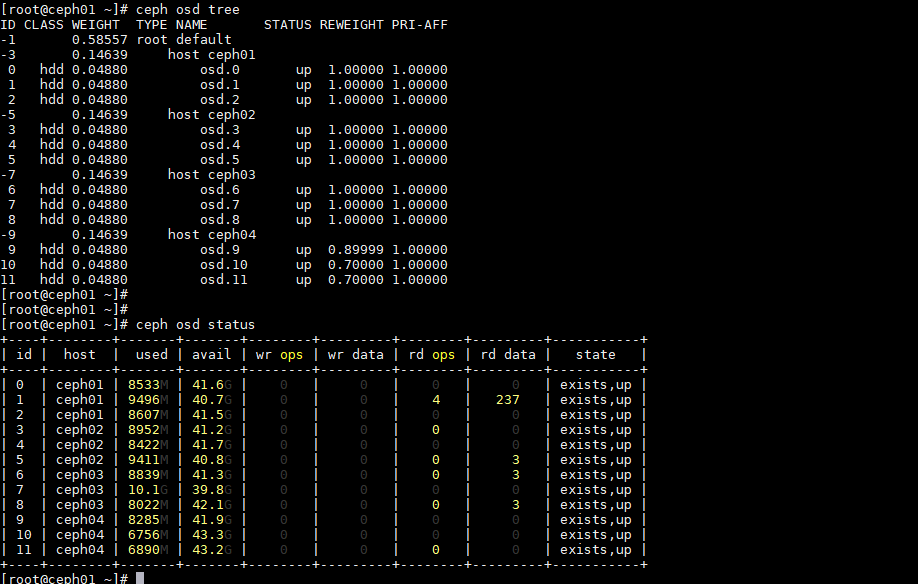 [root@ceph01 ~]# ceph osd tree
ID CLASS WEIGHT  TYPE NAME       STATUS REWEIGHT PRI-AFF
-1       0.58557 root default
-3       0.14639     host ceph01
 0   hdd 0.04880         osd.0       up  1.00000 1.00000
 1   hdd 0.04880         osd.1       up  1.00000 1.00000
 2   hdd 0.04880         osd.2       up  1.00000 1.00000
-5       0.14639     host ceph02
 3   hdd 0.04880         osd.3       up  1.00000 1.00000
 4   hdd 0.04880         osd.4       up  1.00000 1.00000
 5   hdd 0.04880         osd.5       up  1.00000 1.00000
-7       0.14639     host ceph03
 6   hdd 0.04880         osd.6       up  1.00000 1.00000
 7   hdd 0.04880         osd.7       up  1.00000 1.00000
 8   hdd 0.04880         osd.8       up  1.00000 1.00000
-9       0.14639     host ceph04
 9   hdd 0.04880         osd.9       up  0.89999 1.00000
10   hdd 0.04880         osd.10      up  0.70000 1.00000
11   hdd 0.04880         osd.11      up  0.70000 1.00000
[root@ceph01 ~]#
[root@ceph01 ~]#
[root@ceph01 ~]# ceph osd status
+----+--------+-------+-------+--------+---------+--------+---------+-----------+
| id |  host  |  used | avail | wr ops | wr data | rd ops | rd data |   state   |
+----+--------+-------+-------+--------+---------+--------+---------+-----------+
| 0  | ceph01 | 8533M | 41.6G |    0   |     0   |    0   |     0   | exists,up |
| 1  | ceph01 | 9496M | 40.7G |    0   |     0   |    4   |   237   | exists,up |
| 2  | ceph01 | 8607M | 41.5G |    0   |     0   |    0   |     0   | exists,up |
| 3  | ceph02 | 8952M | 41.2G |    0   |     0   |    0   |     0   | exists,up |
| 4  | ceph02 | 8422M | 41.7G |    0   |     0   |    0   |     0   | exists,up |
| 5  | ceph02 | 9411M | 40.8G |    0   |     0   |    0   |     3   | exists,up |
| 6  | ceph03 | 8839M | 41.3G |    0   |     0   |    0   |     3   | exists,up |
| 7  | ceph03 | 10.1G | 39.8G |    0   |     0   |    0   |     0   | exists,up |
| 8  | ceph03 | 8022M | 42.1G |    0   |     0   |    0   |     3   | exists,up |
| 9  | ceph04 | 8285M | 41.9G |    0   |     0   |    0   |     0   | exists,up |
| 10 | ceph04 | 6756M | 43.3G |    0   |     0   |    0   |     0   | exists,up |
| 11 | ceph04 | 6890M | 43.2G |    0   |     0   |    0   |     0   | exists,up |
+----+--------+-------+-------+--------+---------+--------+---------+-----------+
[root@ceph01 ~]#